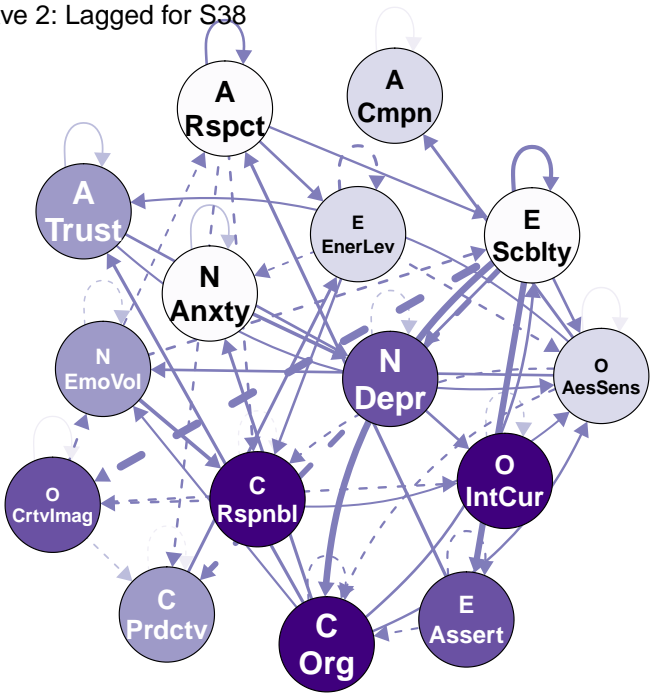 ve 2: Lagged for S38
A
Rspct
A
Cmpn
A
Trust
E
EnerLev
E
Scblty
N
Anxty
N
EmoVol
N
Depr
O
AesSens
O
CrtvImag
C
Rspnbl
O
IntCur
C
Prdctv
C
Org
E
Assert